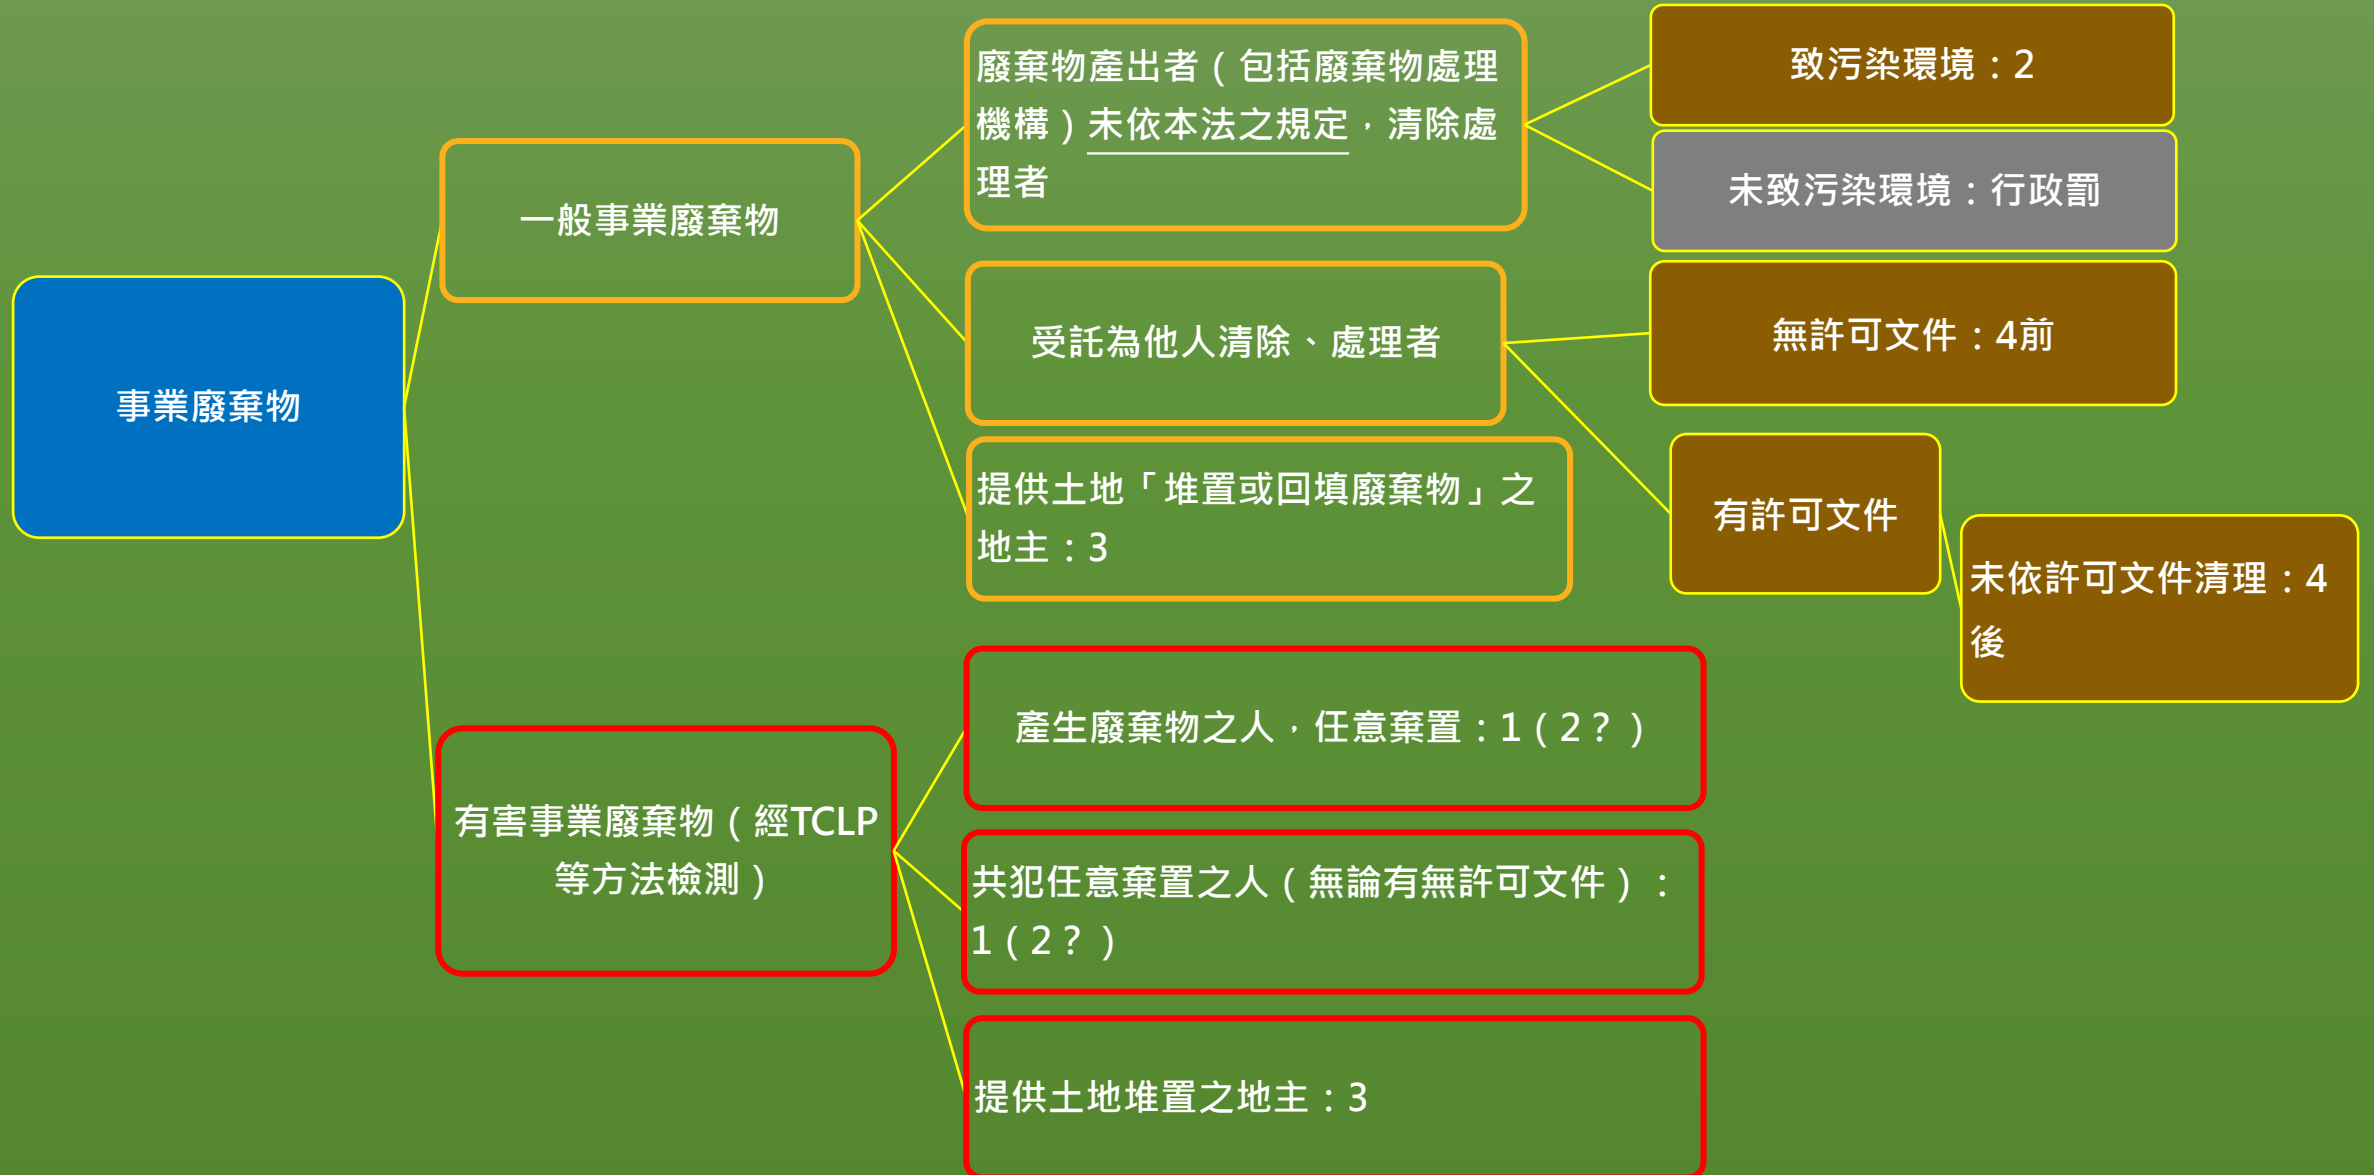 事業廢棄物
一般事業廢棄物
廢棄物產出者（包括廢棄物處理
機構）未依本法之規定，清除處
理者
致污染環境：2
未致污染環境：行政罰
受託為他人清除、處理者
無許可文件：4前
有許可文件
未依許可文件清理：4
後
提供土地「堆置或回填廢棄物」之
地主：3
有害事業廢棄物（經TCLP
等方法檢測）
產生廢棄物之人，任意棄置：1（2？）
共犯任意棄置之人（無論有無許可文件）：
1（2？）
提供土地堆置之地主：3